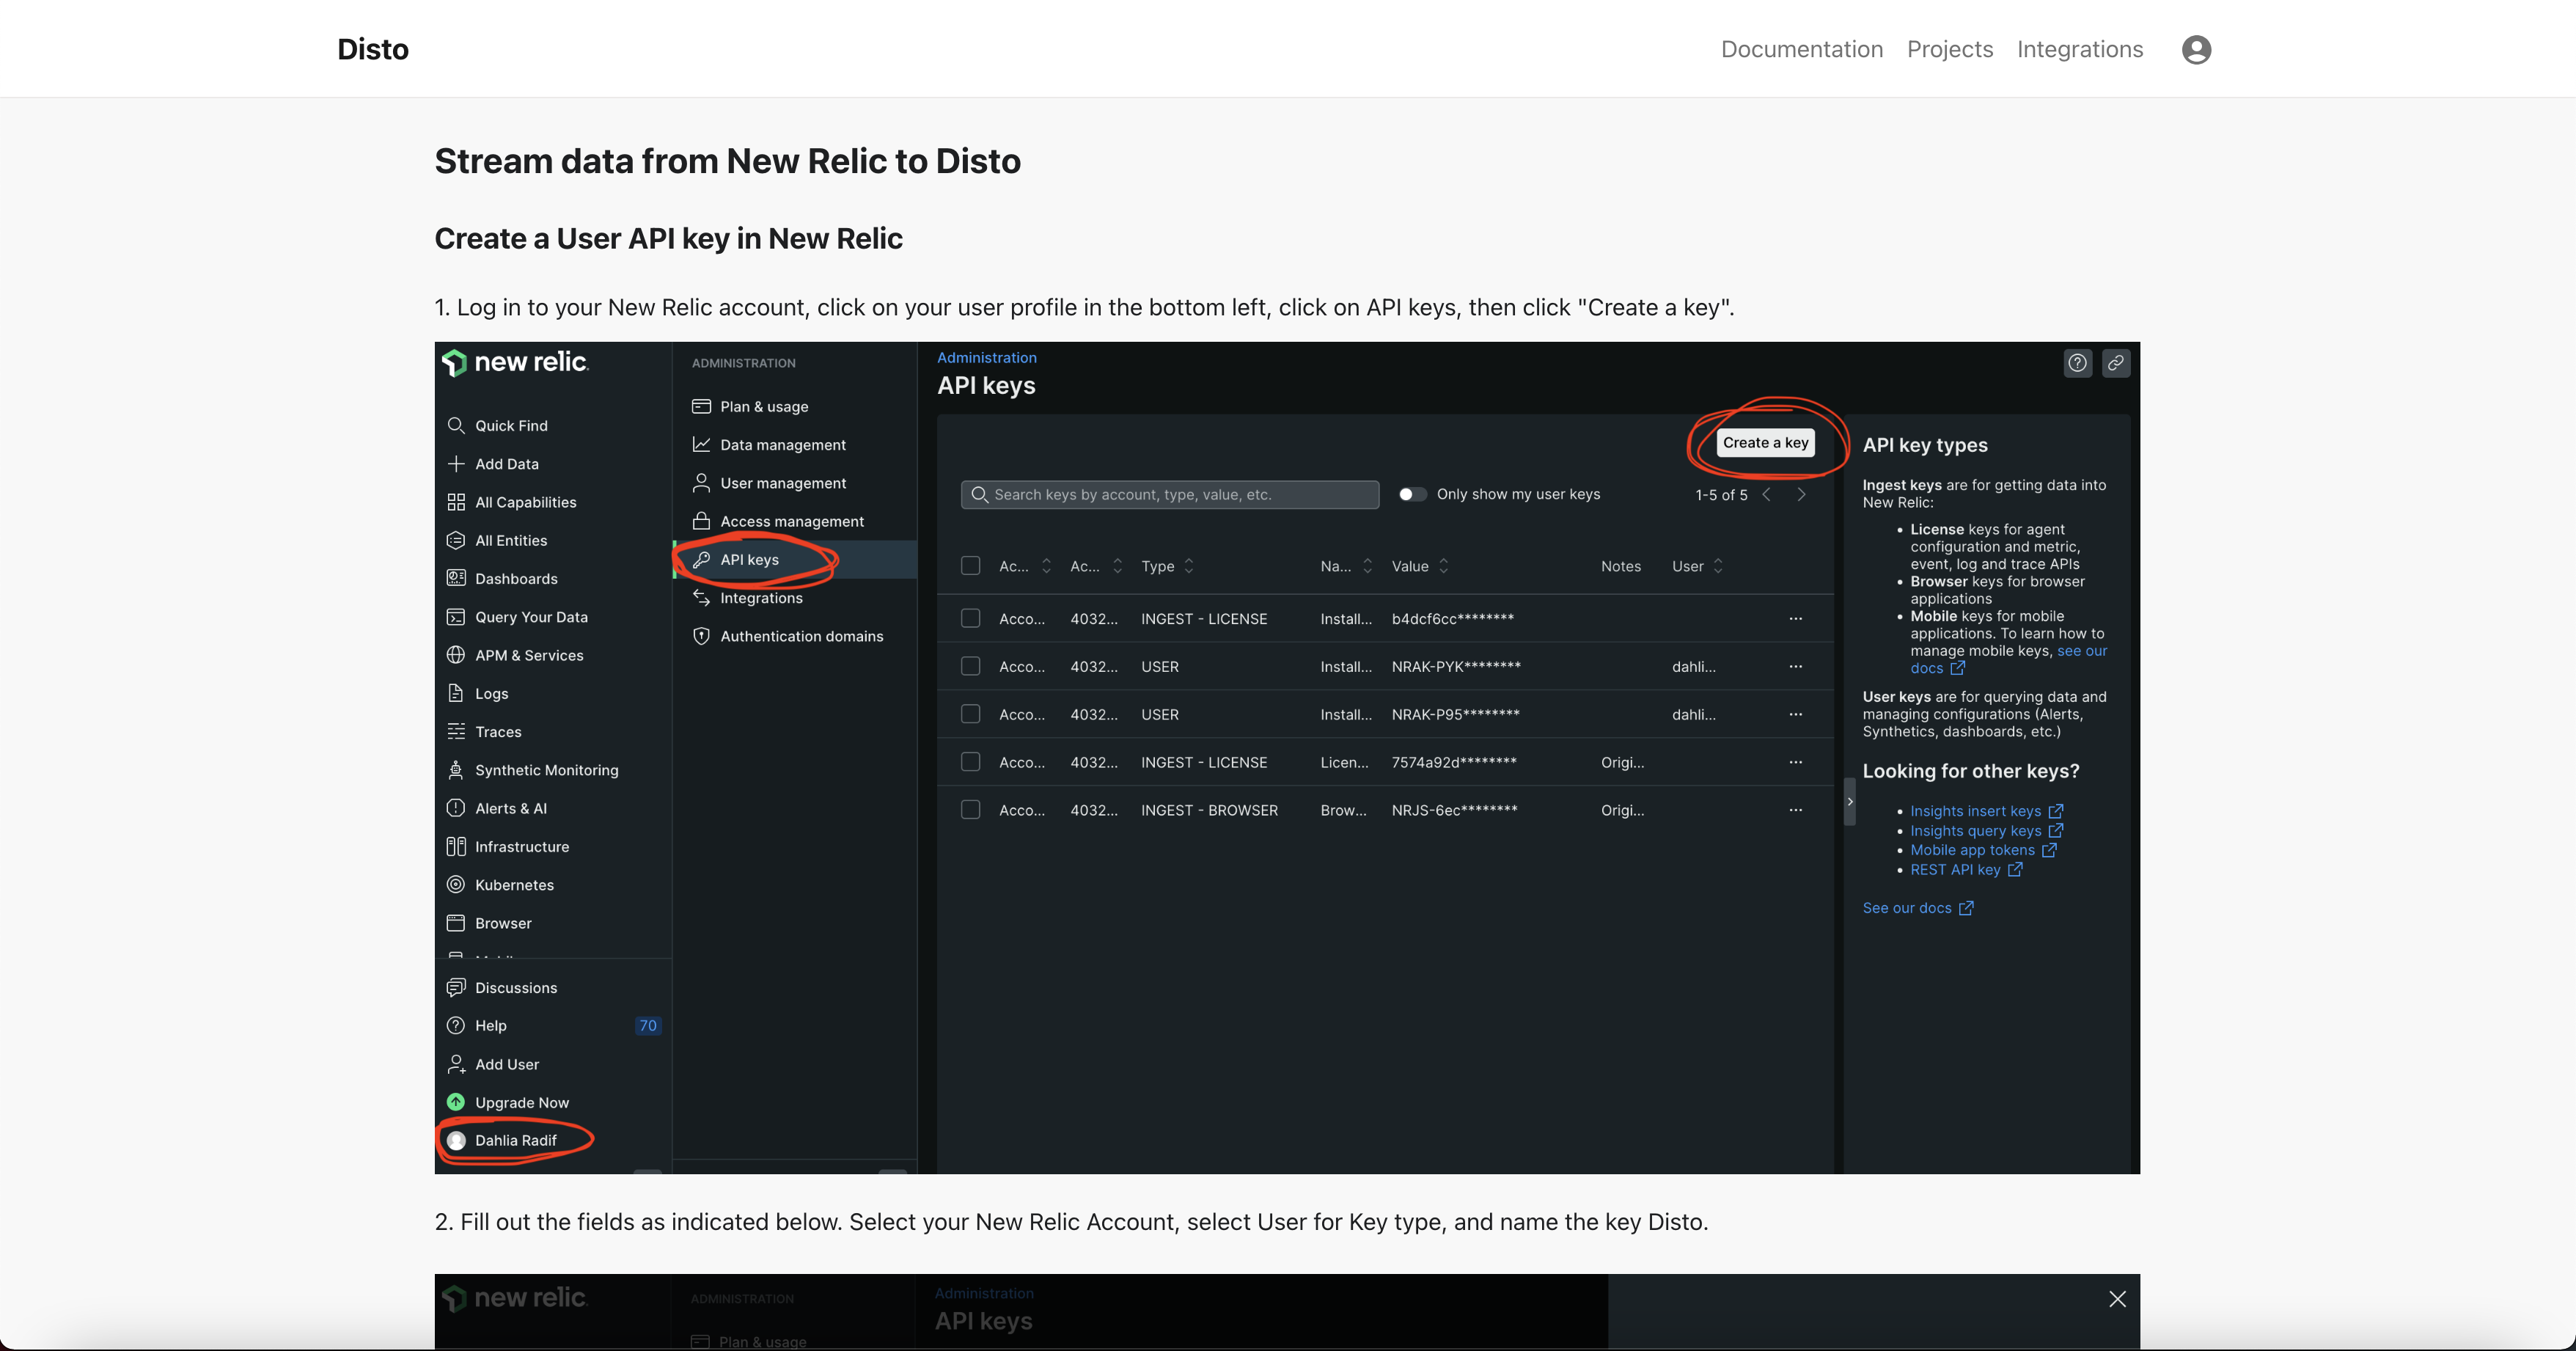 Disto
Documentation Projects Integrations
Stream data from New Relic to Disto
Create a User API key in New Relic
1. Log in to your New Relic account, click on your user profile in the bottom left, click on API keys, then click "Create a key".
new relic.
Quick Find
Add Data
All Capabilities
All Entities
Dashboards
Query Your Data
APM & Services
Logs
Traces
Synthetic Monitoring
Alerts & AI
Infrastructure
Kubernetes
Browser
Discussions
Help 70
Add User
Upgrade Now
Dahlia Radif
ADMINISTRATION
Plan & usage
Data management
User management
Access management
API keys
Integrations
Authentication domains
Administration
API keys
Create a key
Search keys by account, type, value, etc. Only show my user keys 1-5 of 5
Ac... Ac... Type Na... Value Notes User
Acco... 4032... INGEST - LICENSE Install... b4dcf6cc******** ...
Acco... 4032... USER Install... NRAK-PYK******** dahli... ...
Acco... 4032... USER Install... NRAK-P95******** dahli... ...
Acco... 4032... INGEST - LICENSE Licen... 7574a92d******** Origi... ...
Acco... 4032... INGEST - BROWSER Brow... NRJS-6ec******** Origi... ...
API key types
Ingest keys are for getting data into
New Relic:
• License keys for agent
configuration and metric,
event, log and trace APIs
• Browser keys for browser
applications
• Mobile keys for mobile
applications. To learn how to
manage mobile keys, see our
docs
User keys are for querying data and
managing configurations (Alerts,
Synthetics, dashboards, etc.)
Looking for other keys?
• Insights insert keys
• Insights query keys
• Mobile app tokens
• REST API key
See our docs
2. Fill out the fields as indicated below. Select your New Relic Account, select User for Key type, and name the key Disto.
new relic.
ADMINISTRATION
Plan & usage
Administration
API keys